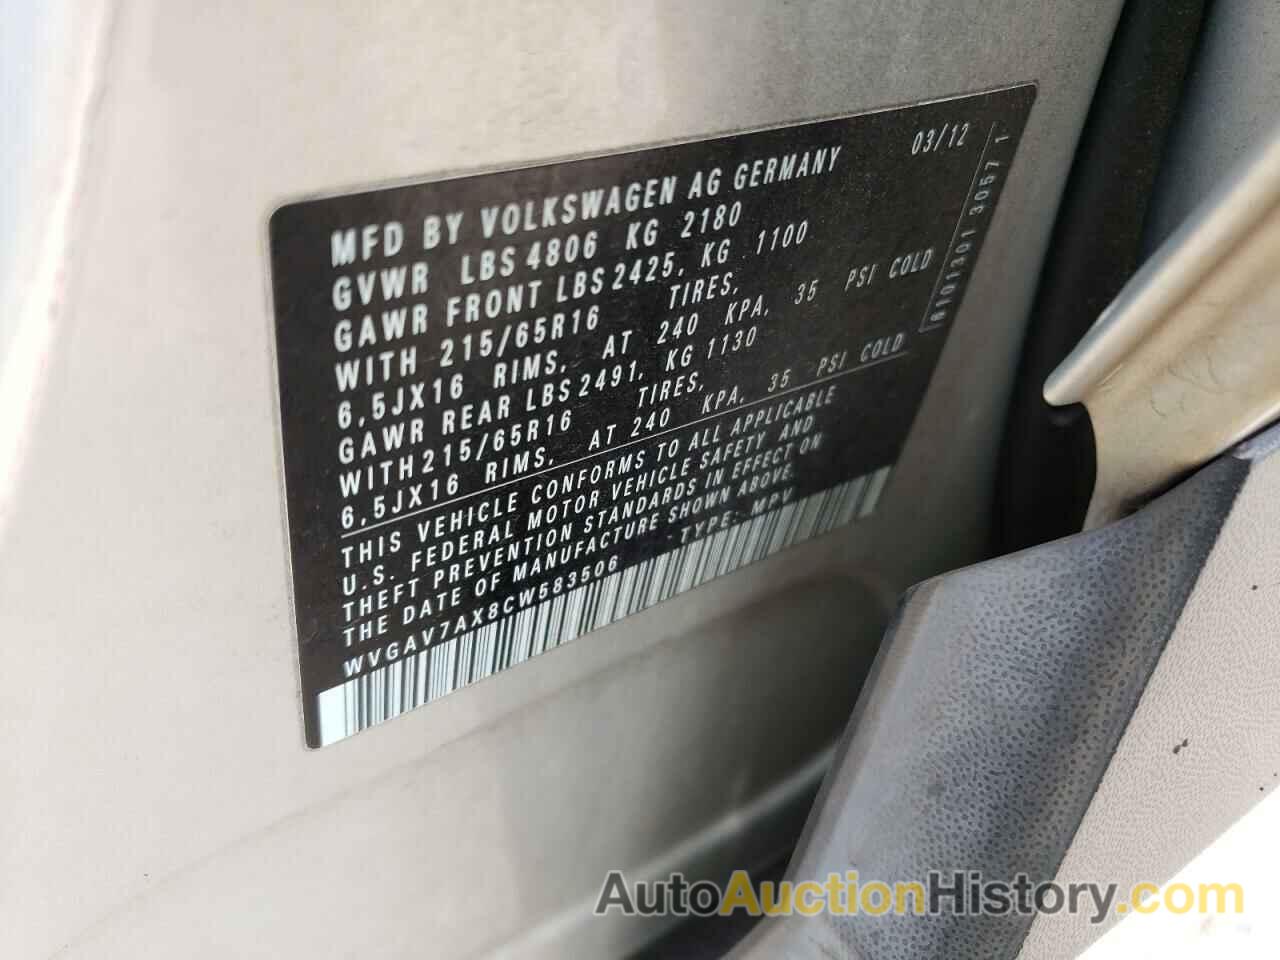 MFD BY VOLKSWAGEN AG GERMANY 03/12
GVWR LBS 4806 KG 2180
GAWR FRONT LBS 2425, KG 1100
WITH 215/65R16 TIRES,
6,5JX16 RIMS, AT 240 KPA, 35 PSI COLD
GAWR REAR LBS 2491, KG 1130
WITH 215/65R16 TIRES,
6,5JX16 RIMS, AT 240 KPA, 35 PSI COLD
THIS VEHICLE CONFORMS TO ALL APPLICABLE
U.S. FEDERAL MOTOR VEHICLE SAFETY AND
THEFT PREVENTION STANDARDS IN EFFECT ON
THE DATE OF MANUFACTURE SHOWN ABOVE.
WVGAV7AX8CW583506 TYPE: MPV
8101301 3057 1
AutoAuctionHistory.com